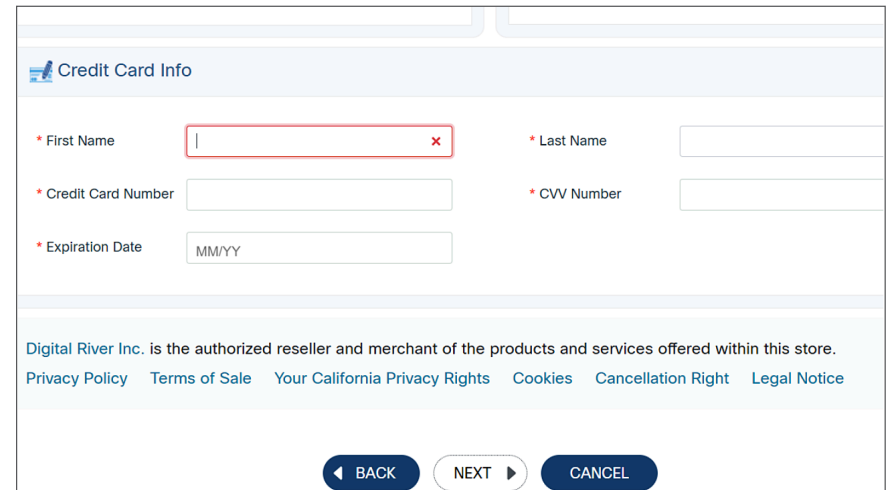 Credit Card Info
* First Name
* Last Name
* Credit Card Number
* CVV Number
* Expiration Date MM/YY
Digital River Inc. is the authorized reseller and merchant of the products and services offered within this store.
Privacy Policy Terms of Sale Your California Privacy Rights Cookies Cancellation Right Legal Notice
BACK NEXT CANCEL